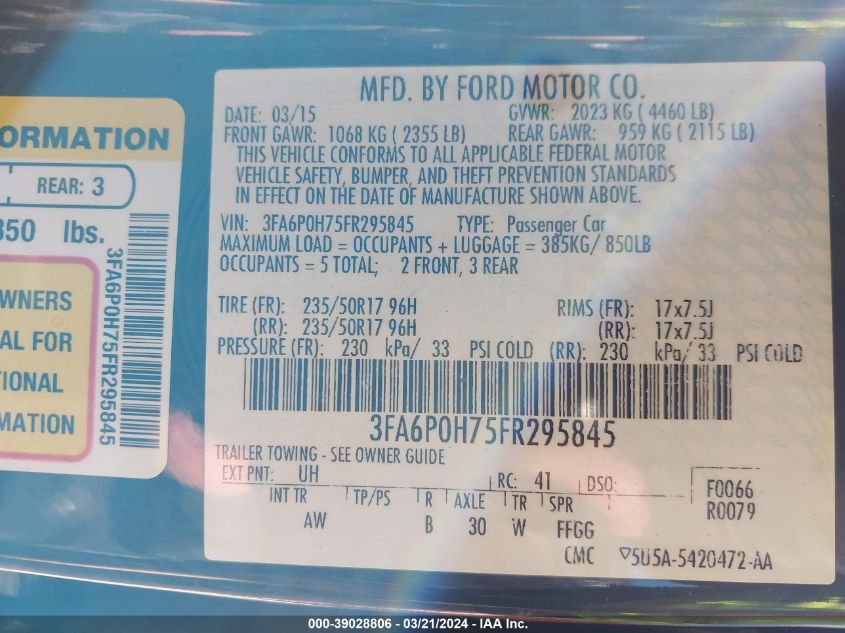 ORMATION
REAR: 3
850 lbs.
OWNERS
AL FOR
TIONAL
MATION
3FA6P0H75FR295845
MFD. BY FORD MOTOR CO.
DATE: 03/15 GVWR: 2023 KG ( 4460 LB)
FRONT GAWR: 1068 KG ( 2355 LB) REAR GAWR: 959 KG ( 2115 LB)
THIS VEHICLE CONFORMS TO ALL APPLICABLE FEDERAL MOTOR
VEHICLE SAFETY, BUMPER, AND THEFT PREVENTION STANDARDS
IN EFFECT ON THE DATE OF MANUFACTURE SHOWN ABOVE.
VIN: 3FA6P0H75FR295845 TYPE: Passenger Car
MAXIMUM LOAD = OCCUPANTS + LUGGAGE = 385KG/ 850LB
OCCUPANTS = 5 TOTAL; 2 FRONT, 3 REAR
TIRE (FR): 235/50R17 96H RIMS (FR): 17x7.5J
(RR): 235/50R17 96H (RR): 17x7.5J
PRESSURE (FR): 230 kPa/ 33 PSI COLD (RR): 230 kPa/ 33 PSI COLD
3FA6P0H75FR295845
TRAILER TOWING - SEE OWNER GUIDE
EXT PNT: UH RC: 41 DSO: F0066
INT TR TP/PS R AXLE TR SPR R0079
AW B 30 W FFGG
CMC ▽5U5A-5420472-AA
000-39028806 - 03/21/2024 - IAA Inc.